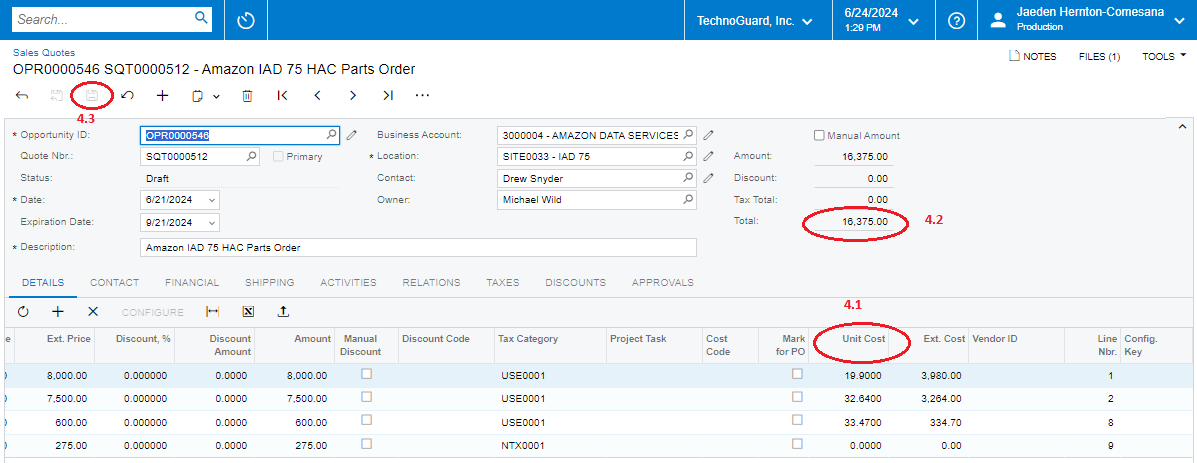 Search...
TechnoGuard, Inc.
6/24/2024
1:29 PM
Jaeden Hernton-Comesana
Production
Sales Quotes
OPR0000546 SQT0000512 - Amazon IAD 75 HAC Parts Order
NOTES FILES (1) TOOLS
4.3
* Opportunity ID: OPR0000546 Business Account: 3000004 - AMAZON DATA SERVICES Manual Amount
Quote Nbr.: SQT0000512 Primary * Location: SITE0033 - IAD 75 Amount: 16,375.00
Status: Draft Contact: Drew Snyder Discount: 0.00
* Date: 6/21/2024 Owner: Michael Wild Tax Total: 0.00
Expiration Date: 9/21/2024 Total: 16,375.00 4.2
* Description: Amazon IAD 75 HAC Parts Order
DETAILS CONTACT FINANCIAL SHIPPING ACTIVITIES RELATIONS TAXES DISCOUNTS APPROVALS
4.1
CONFIGURE
Ext. Price Discount, % Discount Amount Amount Manual Discount Discount Code Tax Category Project Task Cost Code Mark for PO Unit Cost Ext. Cost Vendor ID Line Nbr. Config. Key
8,000.00 0.000000 0.0000 8,000.00 USE0001 19.9000 3,980.00 1
7,500.00 0.000000 0.0000 7,500.00 USE0001 32.6400 3,264.00 2
600.00 0.000000 0.0000 600.00 USE0001 33.4700 334.70 8
275.00 0.000000 0.0000 275.00 NTX0001 0.0000 0.00 9